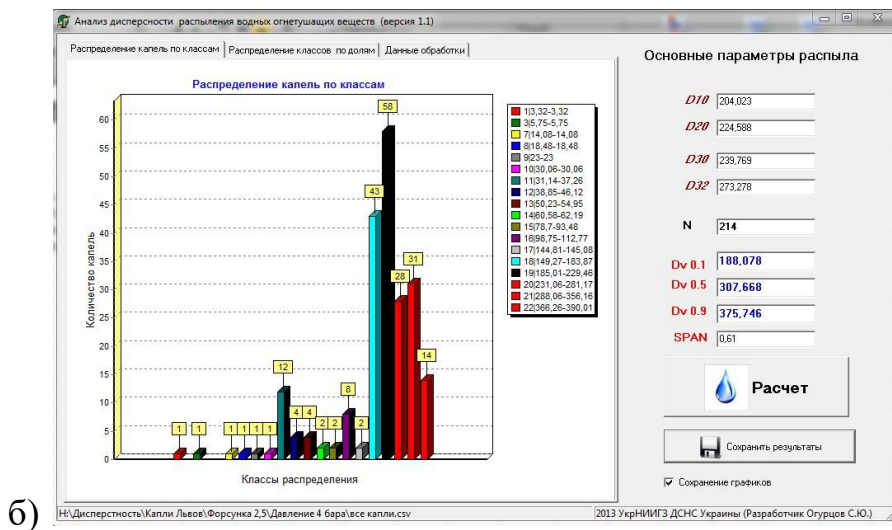 Анализ дисперсности распыления водных огнетушащих веществ (версия 1.1)
Распределение капель по классам
Распределение классов по долям
Данные обработки
Распределение капель по классам
Количество капель
60
55
50
45
40
35
30
25
20
15
10
5
0
1
1
1
1
1
1
12
4
4
2
2
8
2
43
58
28
31
14
Классы распределения
1|3,32-3,32
3|5,75-5,75
7|14,08-14,08
8|18,48-18,48
9|23-23
10|30,06-30,06
11|31,14-37,26
12|38,85-46,12
13|50,23-54,95
14|60,58-62,19
15|78,7-93,48
16|98,75-112,77
17|144,81-145,08
18|149,27-183,87
19|185,01-229,46
20|231,06-281,17
21|288,06-356,16
22|366,26-390,01
Основные параметры распыла
D10 204,023
D20 224,588
D30 239,769
D32 273,278
N 214
Dv 0.1 188,078
Dv 0.5 307,668
Dv 0.9 375,746
SPAN 0,61
Расчет
Сохранить результаты
Сохранение графиков
б)
H:\Дисперстность\Капли Львов\Форсунка 2,5\Давление 4 бара\все капли.csv
2013 УкрНИИГЗ ДСНС Украины (Разработчик Огурцов С.Ю.)